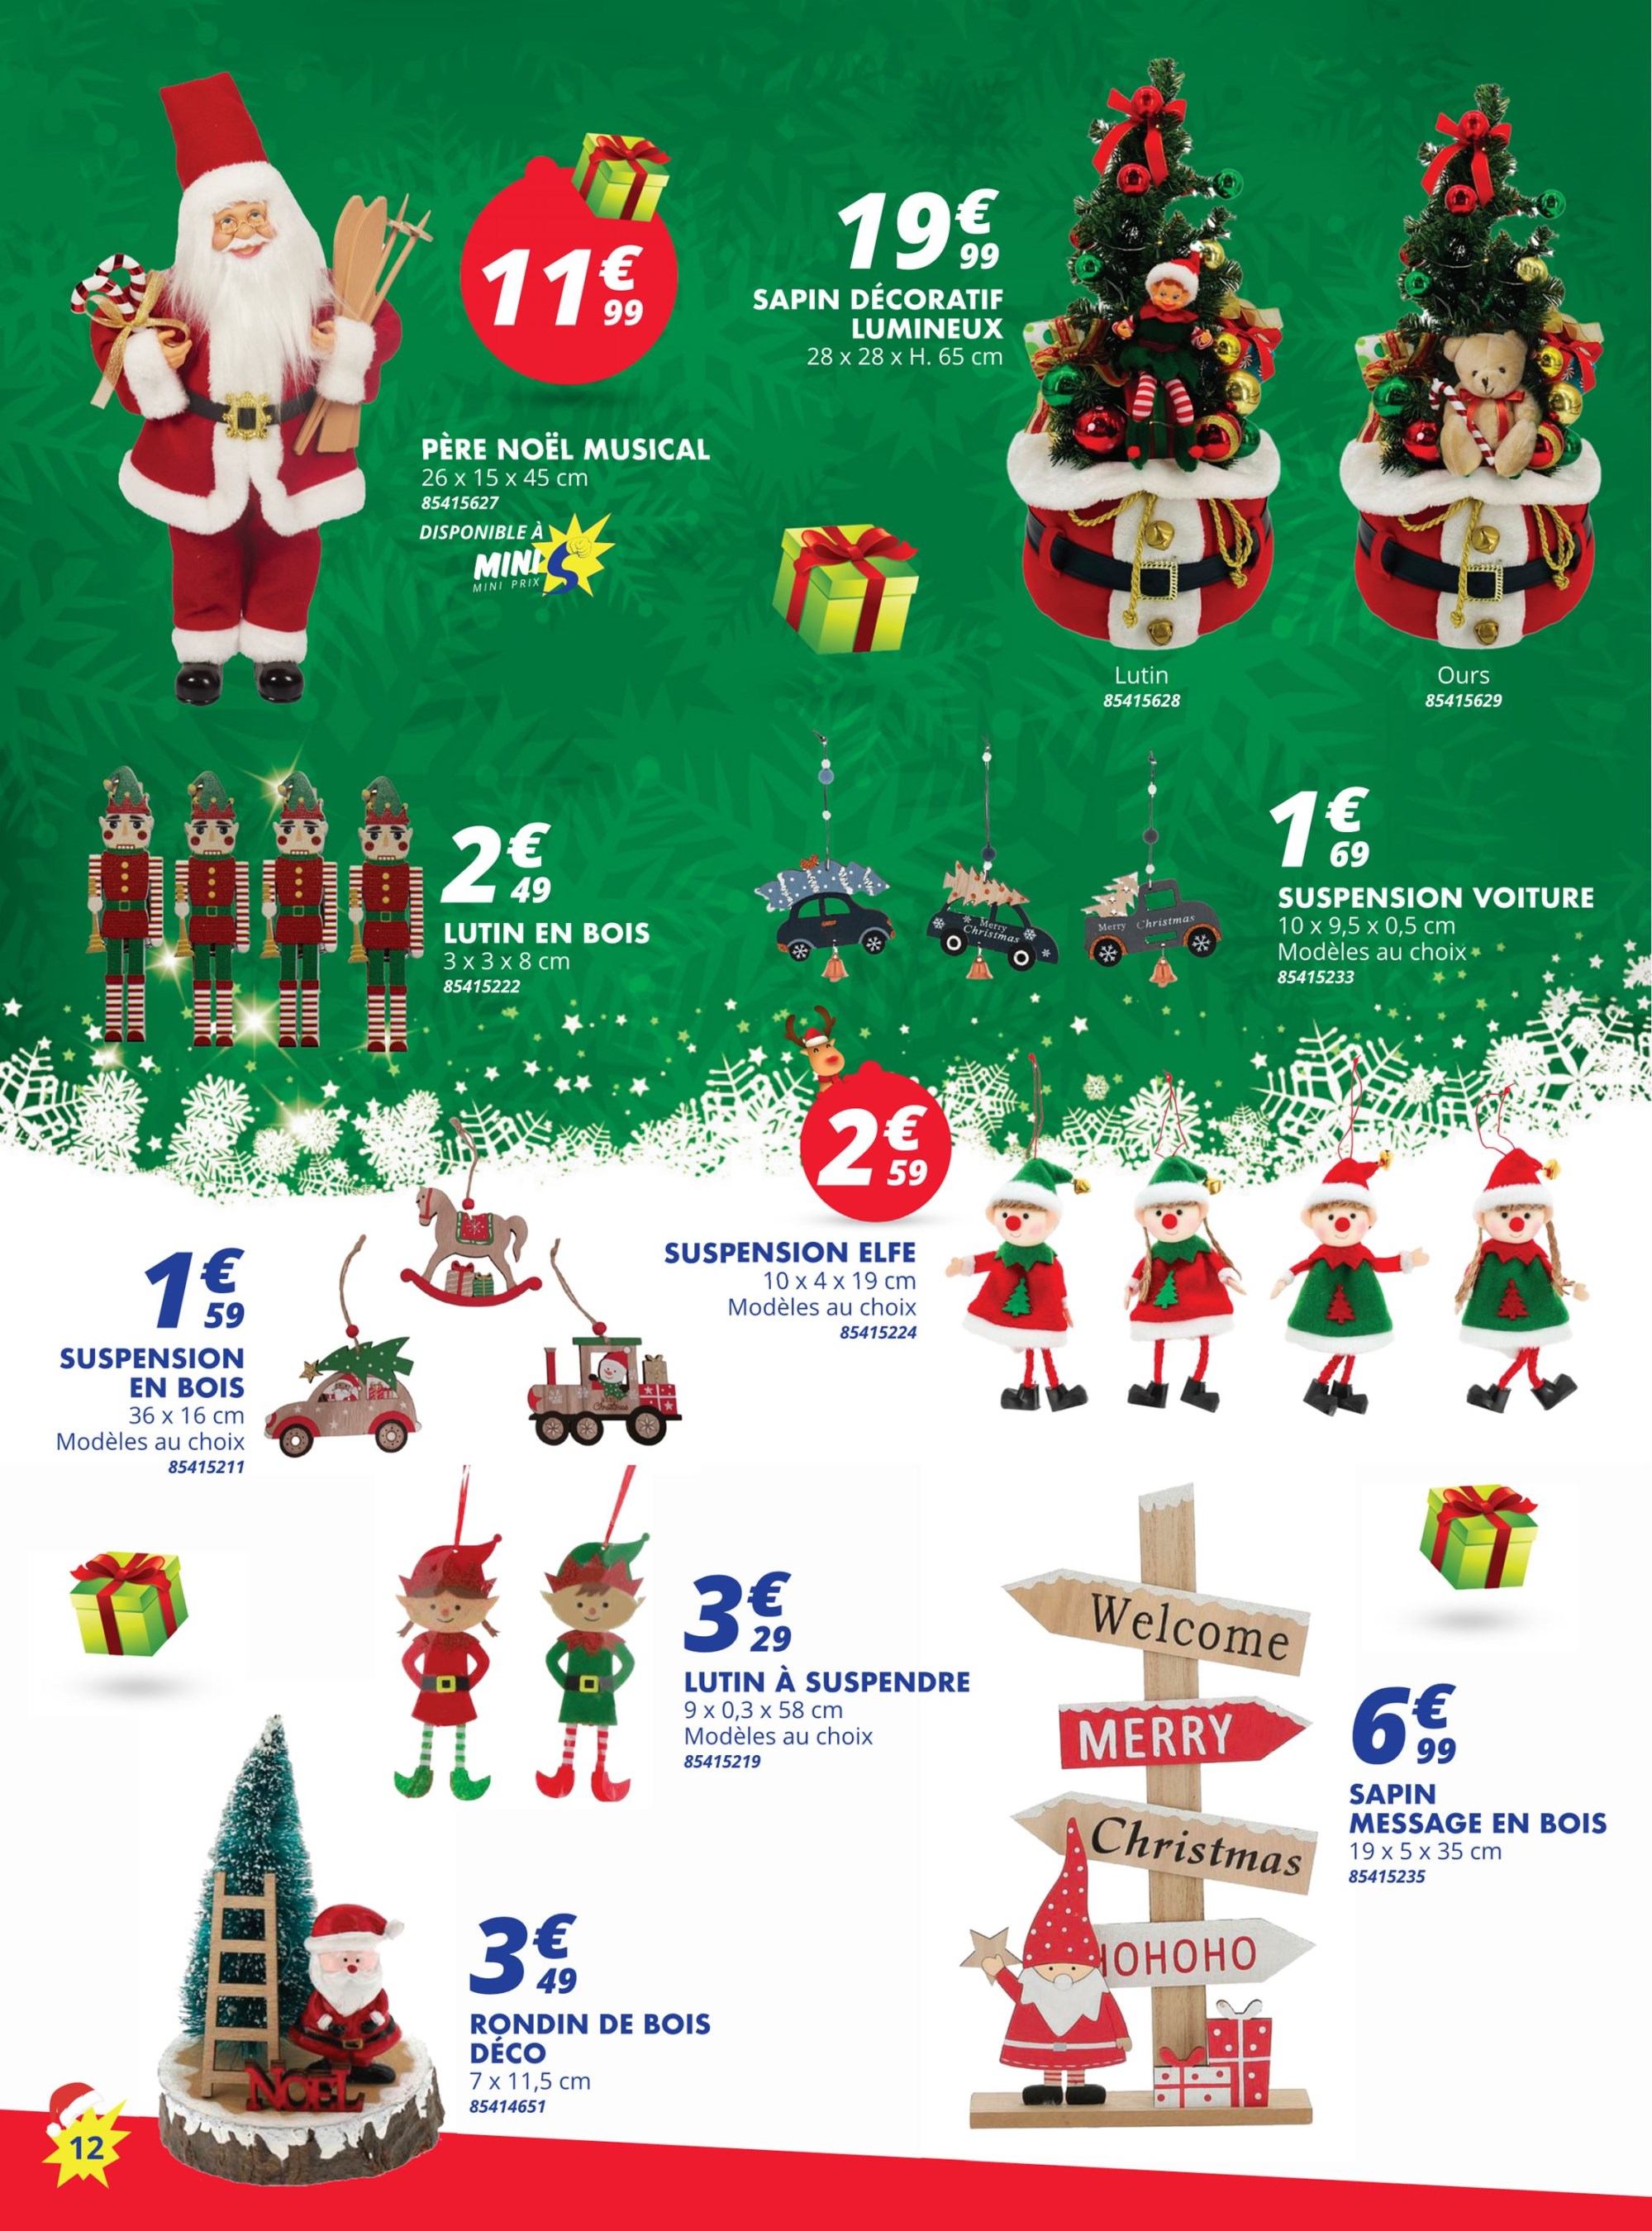 11€99
PÈRE NOËL MUSICAL
26 x 15 x 45 cm
85415627
DISPONIBLE À
MINI S
MINI PRIX
19€99
SAPIN DÉCORATIF
LUMINEUX
28 x 28 x H. 65 cm
Lutin
85415628
Ours
85415629
2€49
LUTIN EN BOIS
3 x 3 x 8 cm
85415222
Merry
Christmas
Merry Christmas
1€69
SUSPENSION VOITURE
10 x 9,5 x 0,5 cm
Modèles au choix
85415233
2€59
SUSPENSION ELFE
10 x 4 x 19 cm
Modèles au choix
85415224
1€59
SUSPENSION
EN BOIS
36 x 16 cm
Modèles au choix
85415211
Christmas
3€29
LUTIN À SUSPENDRE
9 x 0,3 x 58 cm
Modèles au choix
85415219
Welcome
MERRY
Christmas
HOHOHO
6€99
SAPIN
MESSAGE EN BOIS
19 x 5 x 35 cm
85415235
3€49
RONDIN DE BOIS
DÉCO
7 x 11,5 cm
85414651
NOEL
12